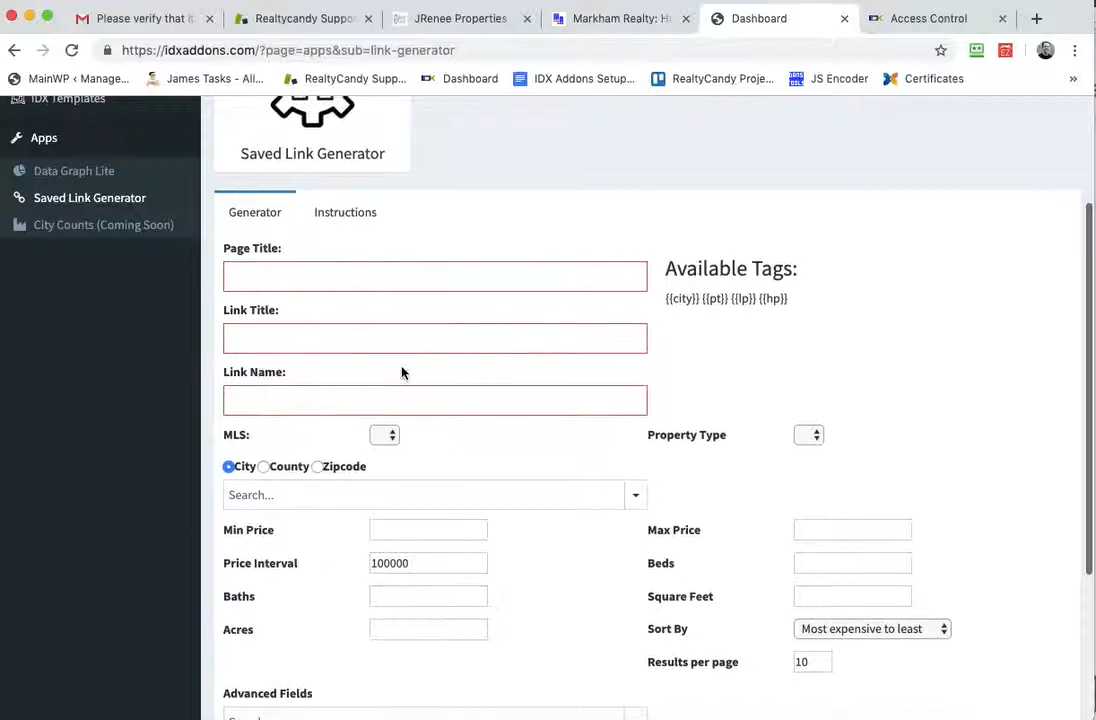 Please verify that it
Realtycandy Suppo
JRenee Properties
Markham Realty: H
Dashboard
Access Control
https://idxaddons.com/?page=apps&sub=link-generator
MainWP ‹ Manage...
James Tasks - All...
RealtyCandy Supp...
Dashboard
IDX Addons Setup...
RealtyCandy Proje...
JS Encoder
Certificates
»
IDX Templates
Apps
Data Graph Lite
Saved Link Generator
City Counts (Coming Soon)
Saved Link Generator
Generator
Instructions
Page Title:
Available Tags:
{{city}} {{pt}} {{lp}} {{hp}}
Link Title:
Link Name:
MLS:
Property Type
City County Zipcode
Search...
Min Price
Max Price
Price Interval
100000
Beds
Baths
Square Feet
Acres
Sort By
Most expensive to least
Results per page
10
Advanced Fields